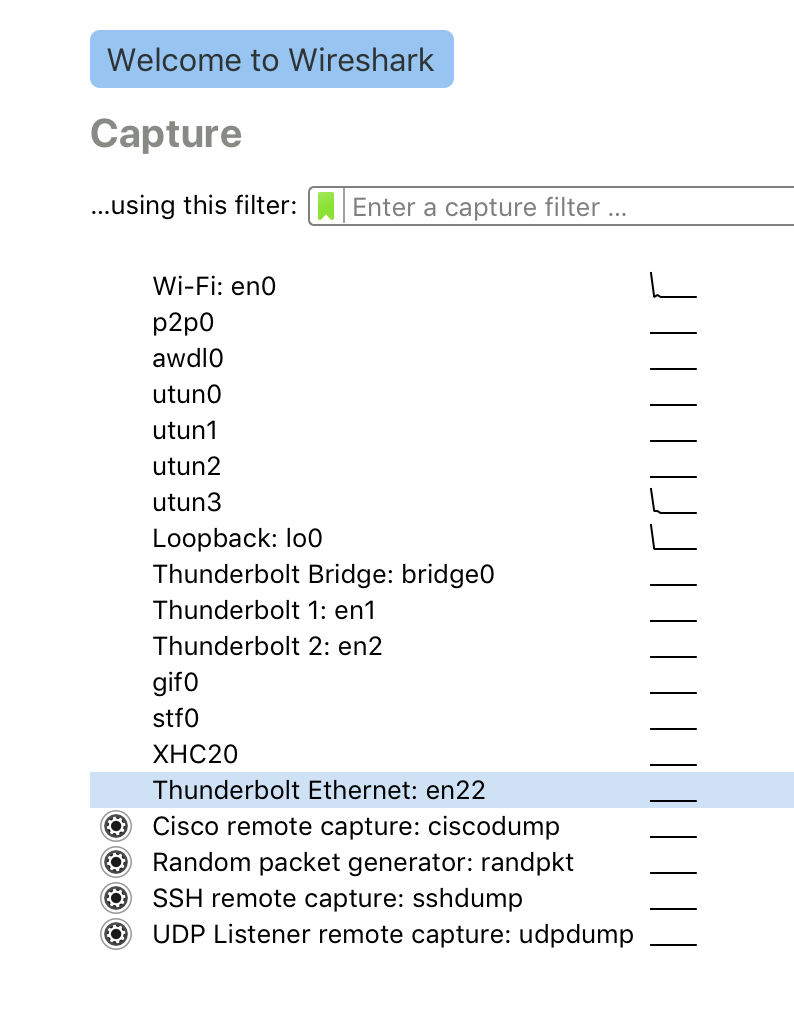 Welcome to Wireshark
Capture
...using this filter: Enter a capture filter ...
Wi-Fi: en0
p2p0
awdl0
utun0
utun1
utun2
utun3
Loopback: lo0
Thunderbolt Bridge: bridge0
Thunderbolt 1: en1
Thunderbolt 2: en2
gif0
stf0
XHC20
Thunderbolt Ethernet: en22
Cisco remote capture: ciscodump
Random packet generator: randpkt
SSH remote capture: sshdump
UDP Listener remote capture: udpdump